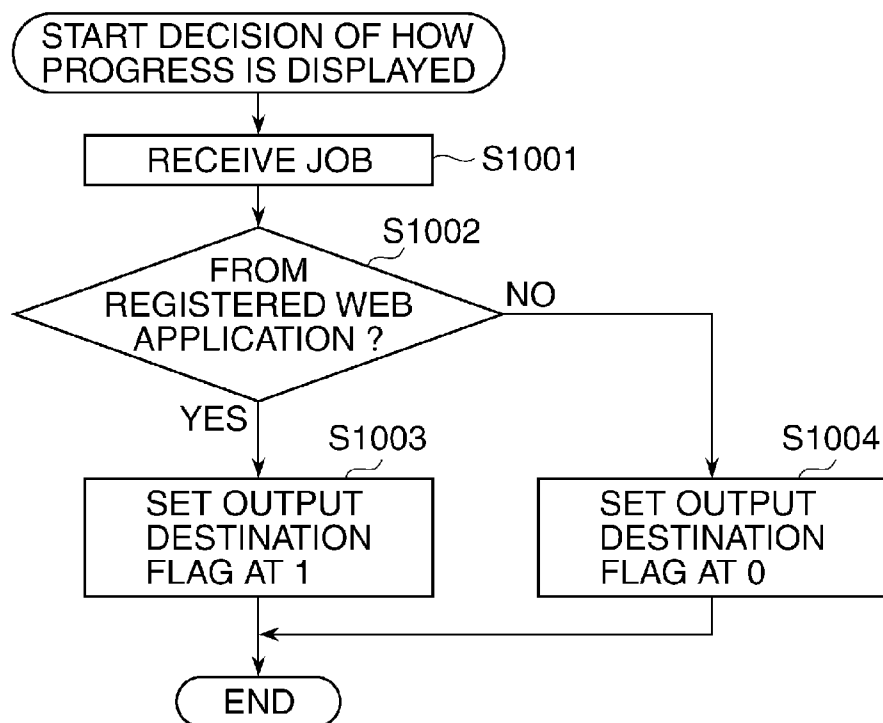 START DECISION OF HOW
PROGRESS IS DISPLAYED
RECEIVE JOB
S1001
S1002
FROM
REGISTERED WEB
APPLICATION ?
NO
YES
S1003
SET OUTPUT
DESTINATION
FLAG AT 1
S1004
SET OUTPUT
DESTINATION
FLAG AT 0
END